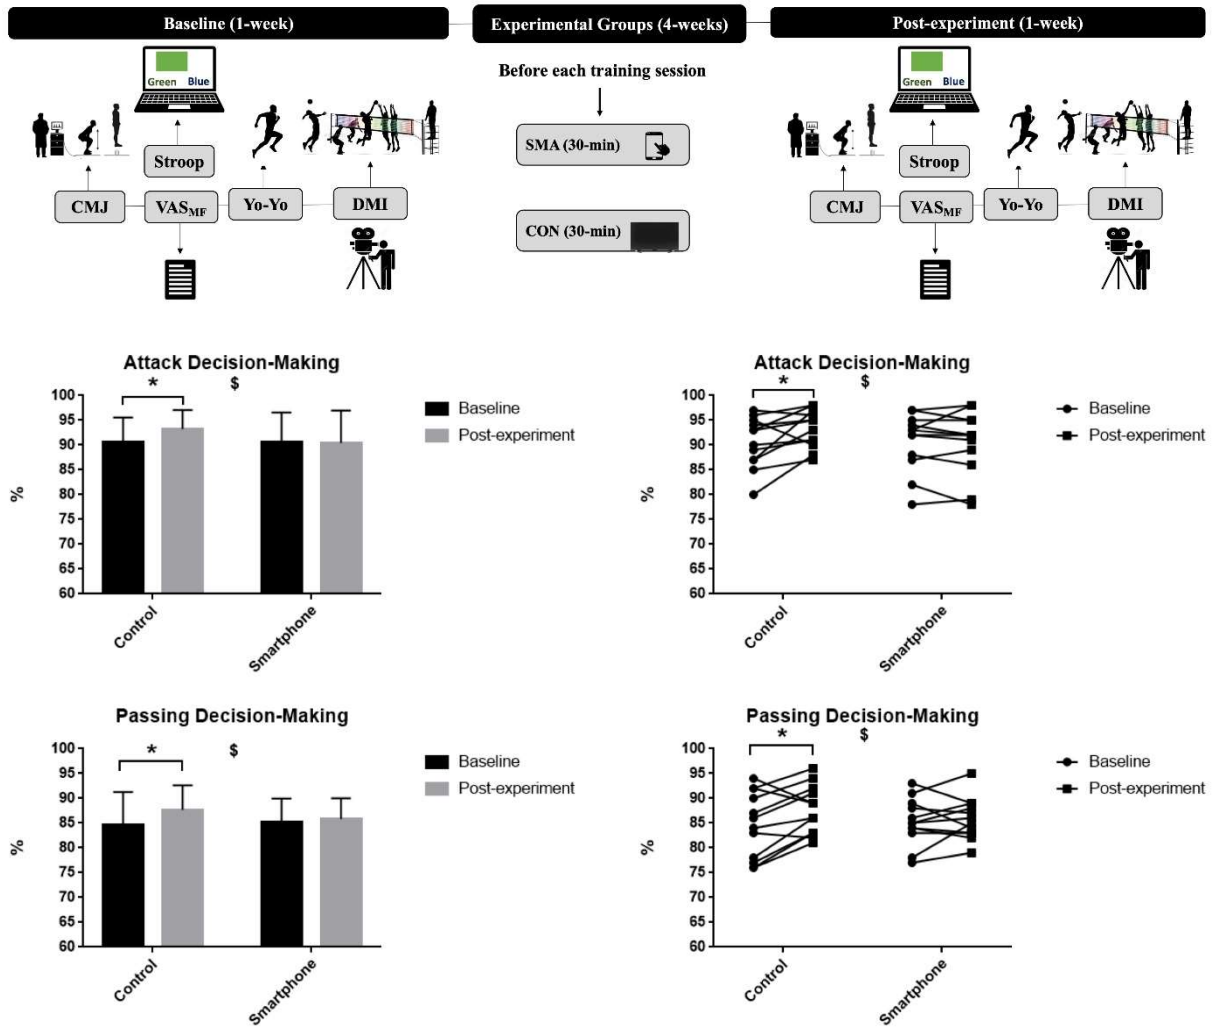 Baseline (1-week)
Experimental Groups (4-weeks)
Post-experiment (1-week)
Green Blue
Stroop
CMJ
VASMF
Yo-Yo
DMI
Before each training session
SMA (30-min)
CON (30-min)
Green Blue
Stroop
CMJ
VASMF
Yo-Yo
DMI
Attack Decision-Making
*
$
100
95
90
85
80
75
70
65
60
%
Control
Smartphone
Baseline
Post-experiment
Attack Decision-Making
*
$
100
95
90
85
80
75
70
65
60
%
Control
Smartphone
Baseline
Post-experiment
Passing Decision-Making
*
$
100
95
90
85
80
75
70
65
60
%
Control
Smartphone
Baseline
Post-experiment
Passing Decision-Making
*
$
100
95
90
85
80
75
70
65
60
%
Control
Smartphone
Baseline
Post-experiment